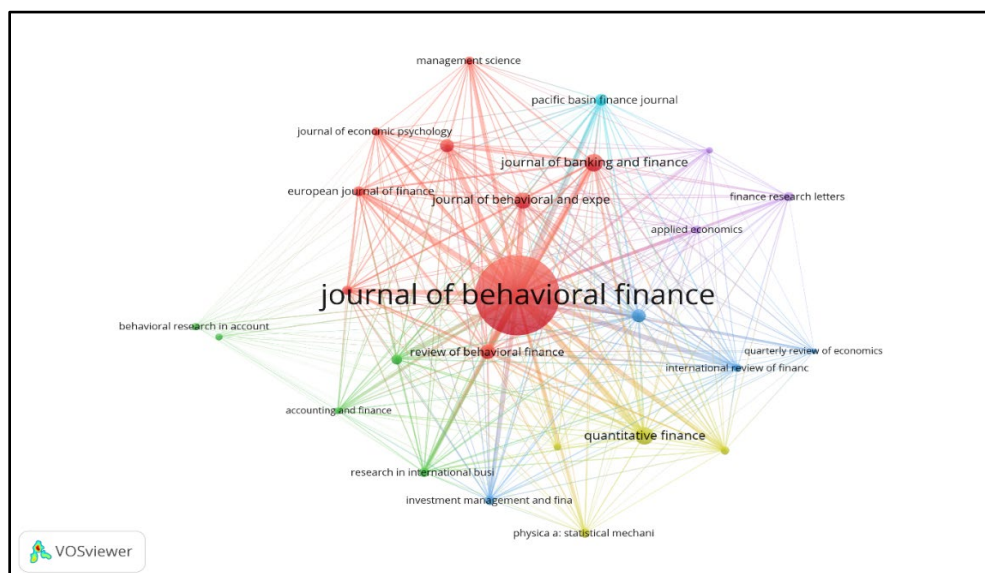 management science
pacific basin finance journal
journal of economic psychology
journal of banking and finance
european journal of finance
journal of behavioral and expe
finance research letters
applied economics
journal of behavioral finance
behavioral research in account
review of behavioral finance
quarterly review of economics
international review of financ
accounting and finance
quantitative finance
research in international busi
investment management and fina
physica a: statistical mechani
VOSviewer